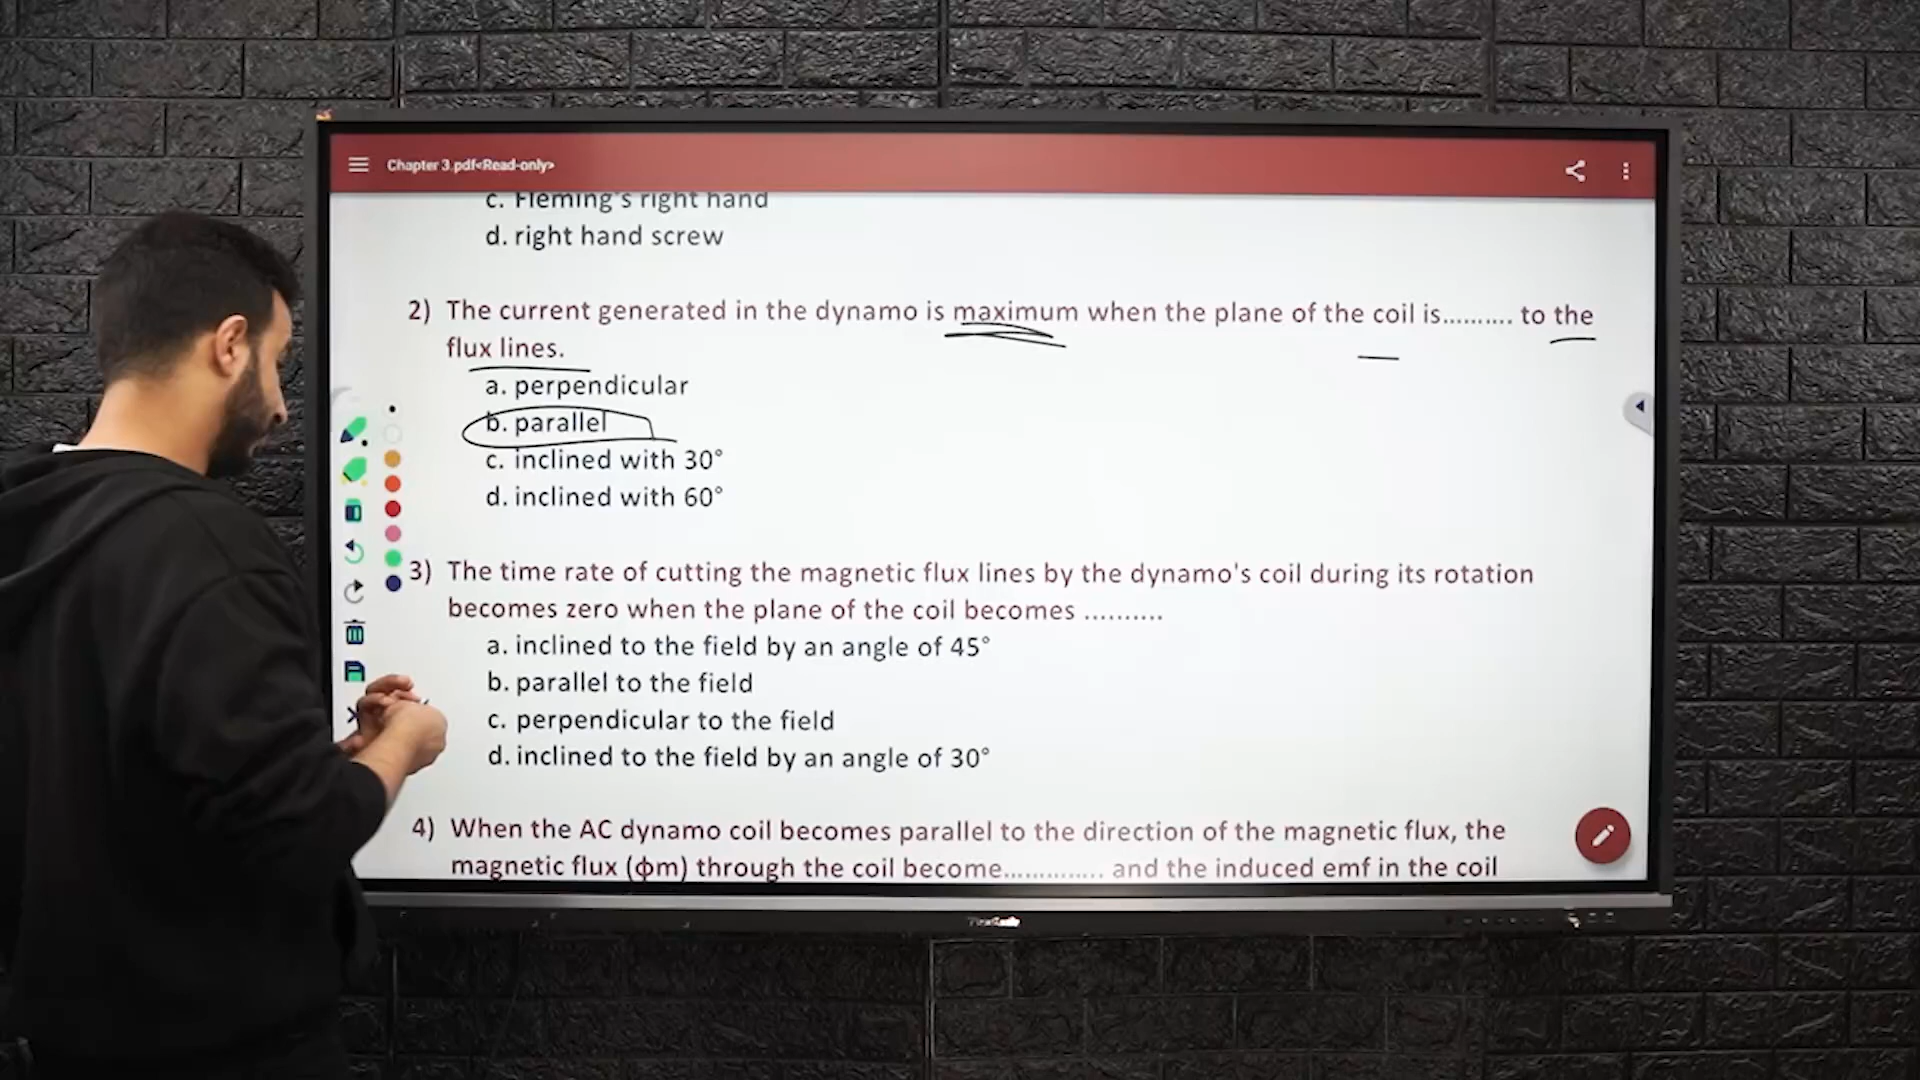 Chapter 3.pdf<Read-only>
c. Fleming's right hand
d. right hand screw
2) The current generated in the dynamo is maximum when the plane of the coil is.......... to the
flux lines.
a. perpendicular
b. parallel
c. inclined with 30°
d. inclined with 60°
3) The time rate of cutting the magnetic flux lines by the dynamo's coil during its rotation
becomes zero when the plane of the coil becomes ..........
a. inclined to the field by an angle of 45°
b. parallel to the field
c. perpendicular to the field
d. inclined to the field by an angle of 30°
4) When the AC dynamo coil becomes parallel to the direction of the magnetic flux, the
magnetic flux (ϕm) through the coil become.............. and the induced emf in the coil